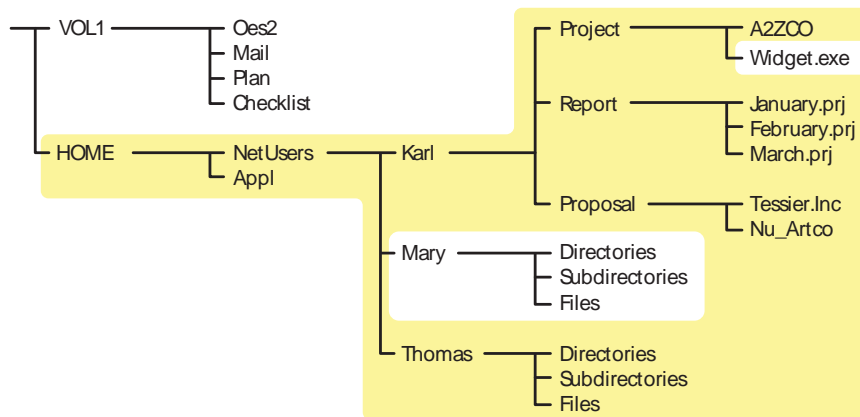 VOL1
Oes2
Mail
Plan
Checklist
HOME
NetUsers
Appl
Karl
Project
A2ZCO
Widget.exe
Report
January.prj
February.prj
March.prj
Proposal
Tessier.Inc
Nu_Artco
Mary
Directories
Subdirectories
Files
Thomas
Directories
Subdirectories
Files